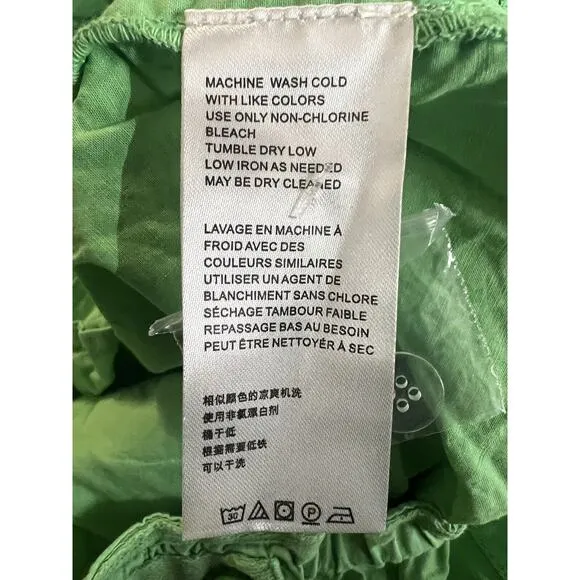 MACHINE WASH COLD
WITH LIKE COLORS
USE ONLY NON-CHLORINE
BLEACH
TUMBLE DRY LOW
LOW IRON AS NEEDED
MAY BE DRY CLEANED
LAVAGE EN MACHINE À
FROID AVEC DES
COULEURS SIMILAIRES
UTILISER UN AGENT DE
BLANCHIMENT SANS CHLORE
SÉCHAGE TAMBOUR FAIBLE
REPASSAGE BAS AU BESOIN
PEUT ÊTRE NETTOYÉR À SEC
相似颜色的凉爽机洗
使用非氯漂白剂
桶干低
根据需要低铁
可以干洗
30 P